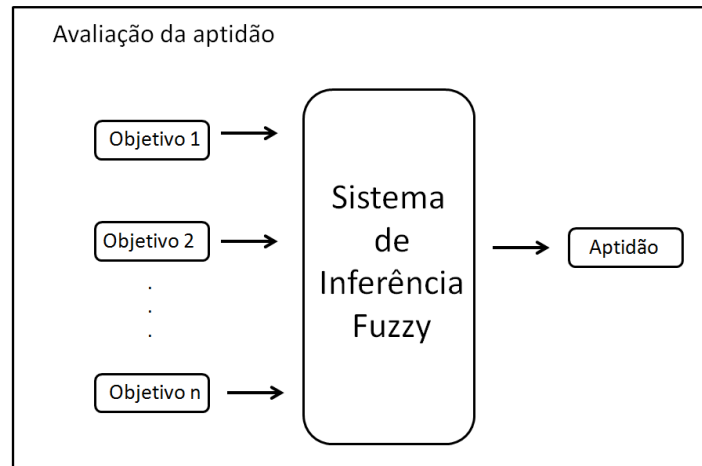 Avaliação da aptidão
Objetivo 1
Objetivo 2
.
.
.
Objetivo n
Sistema
de
Inferência
Fuzzy
Aptidão